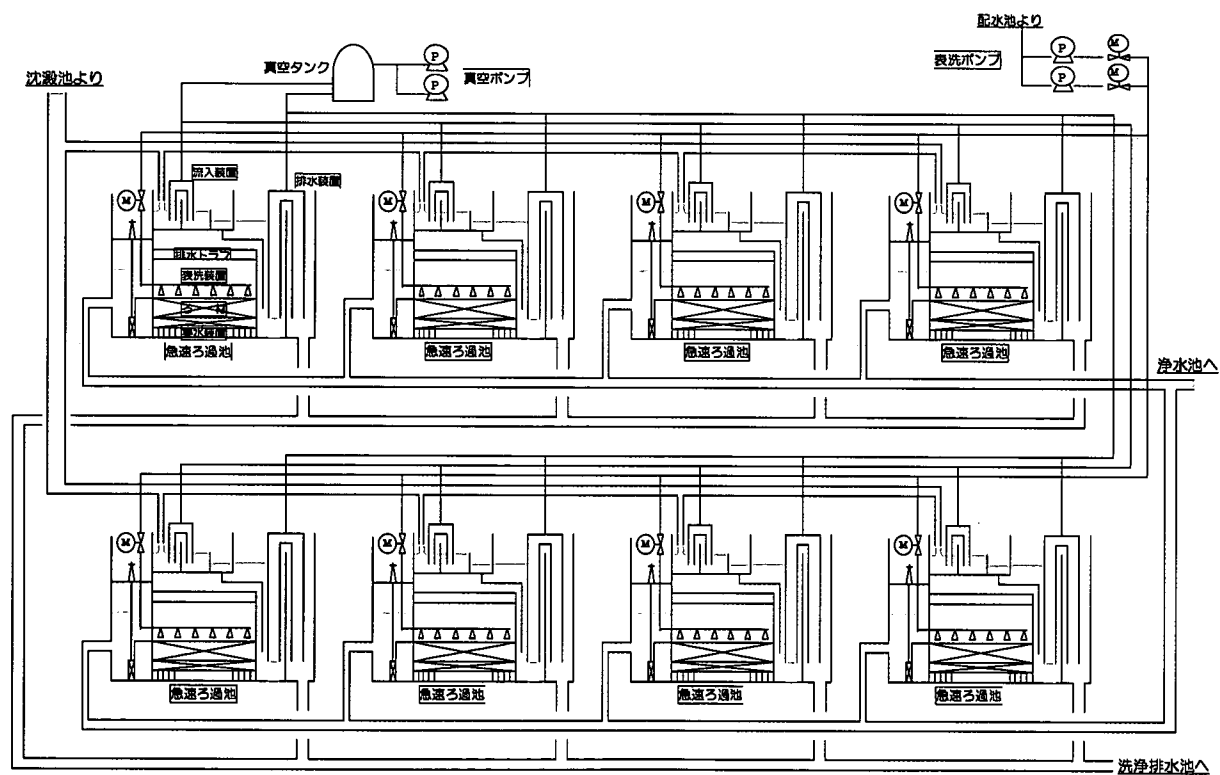 配水池より
沈澱池より
真空タンク
P
P
真空ポンプ
表洗ポンプ
P
P
M
M
流入装置
排水装置
M
M
M
M
排水トラフ
表洗装置
急速ろ過池
急速ろ過池
急速ろ過池
急速ろ過池
浄水池へ
M
M
M
M
急速ろ過池
急速ろ過池
急速ろ過池
急速ろ過池
洗浄排水池へ